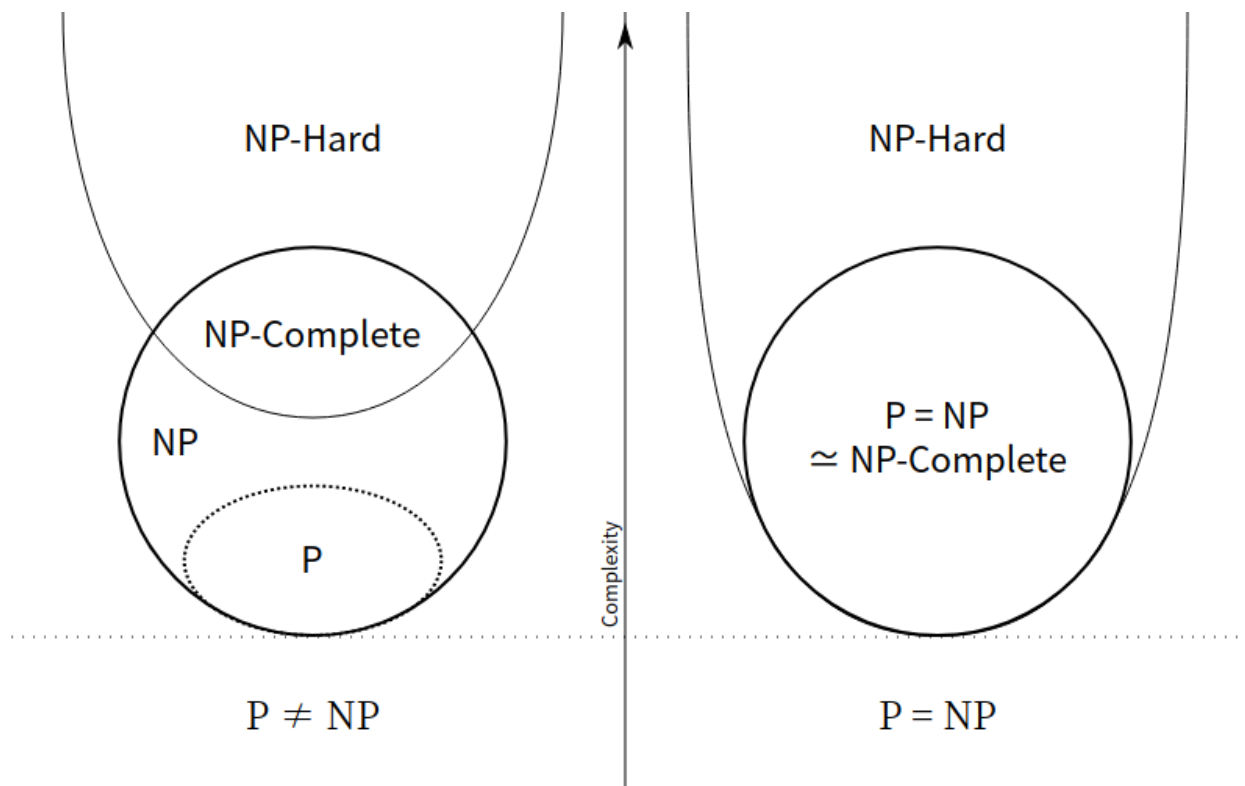 NP-Hard
NP-Complete
NP
P
P ≠ NP
Complexity
NP-Hard
P = NP
≃ NP-Complete
P = NP